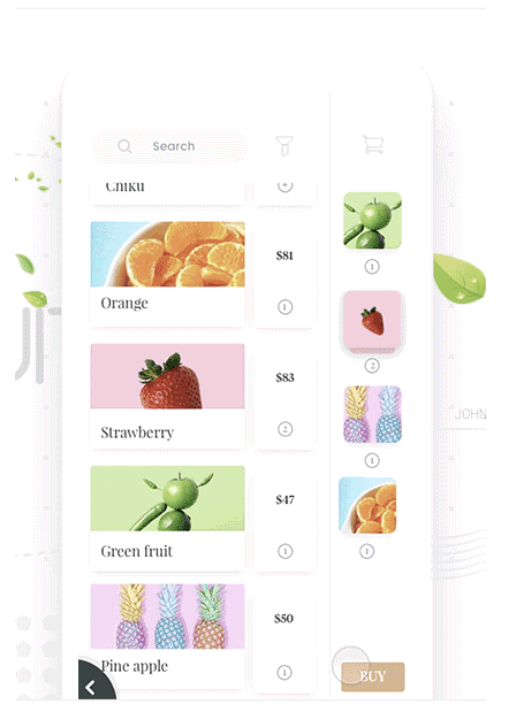 Search
Chiku
Orange
$81
1
Strawberry
$83
2
Green fruit
$47
1
Pine apple
$50
1
1
2
1
1
BUY
JOHN